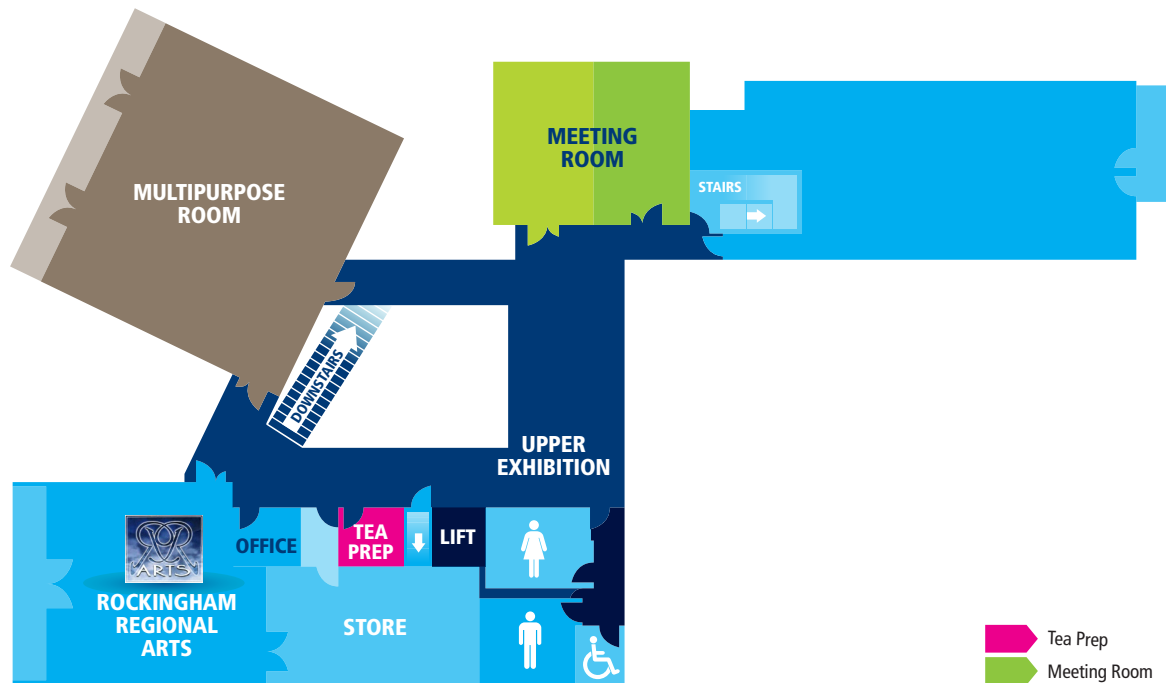 MULTIPURPOSE
ROOM
MEETING
ROOM
STAIRS
DOWNSTAIRS
UPPER
EXHIBITION
OFFICE
TEA
PREP
LIFT
ARTS
ROCKINGHAM
REGIONAL
ARTS
STORE
Tea Prep
Meeting Room